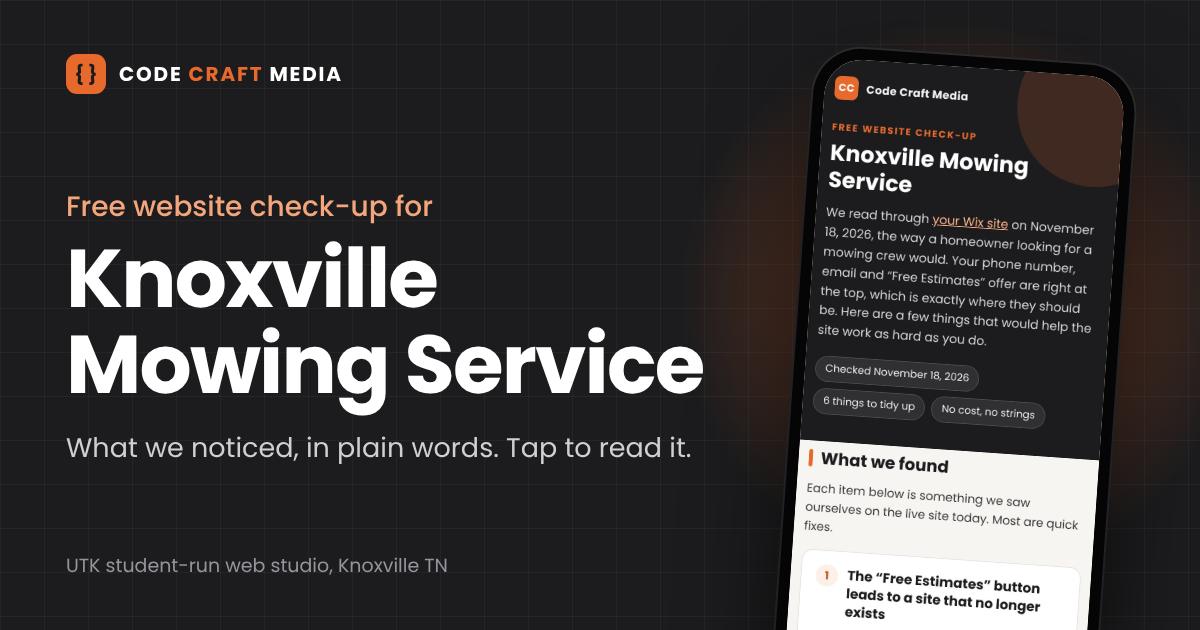 { } CODE CRAFT MEDIA
Free website check-up for
Knoxville
Mowing Service
What we noticed, in plain words. Tap to read it.
UTK student-run web studio, Knoxville TN
CC Code Craft Media
FREE WEBSITE CHECK-UP
Knoxville Mowing
Service
We read through your Wix site on November
18, 2026, the way a homeowner looking for a
mowing crew would. Your phone number,
email and “Free Estimates” offer are right at
the top, which is exactly where they should
be. Here are a few things that would help the
site work as hard as you do.
Checked November 18, 2026
6 things to tidy up No cost, no strings
What we found
Each item below is something we saw
ourselves on the live site today. Most are quick
fixes.
1 The “Free Estimates” button
leads to a site that no longer
exists